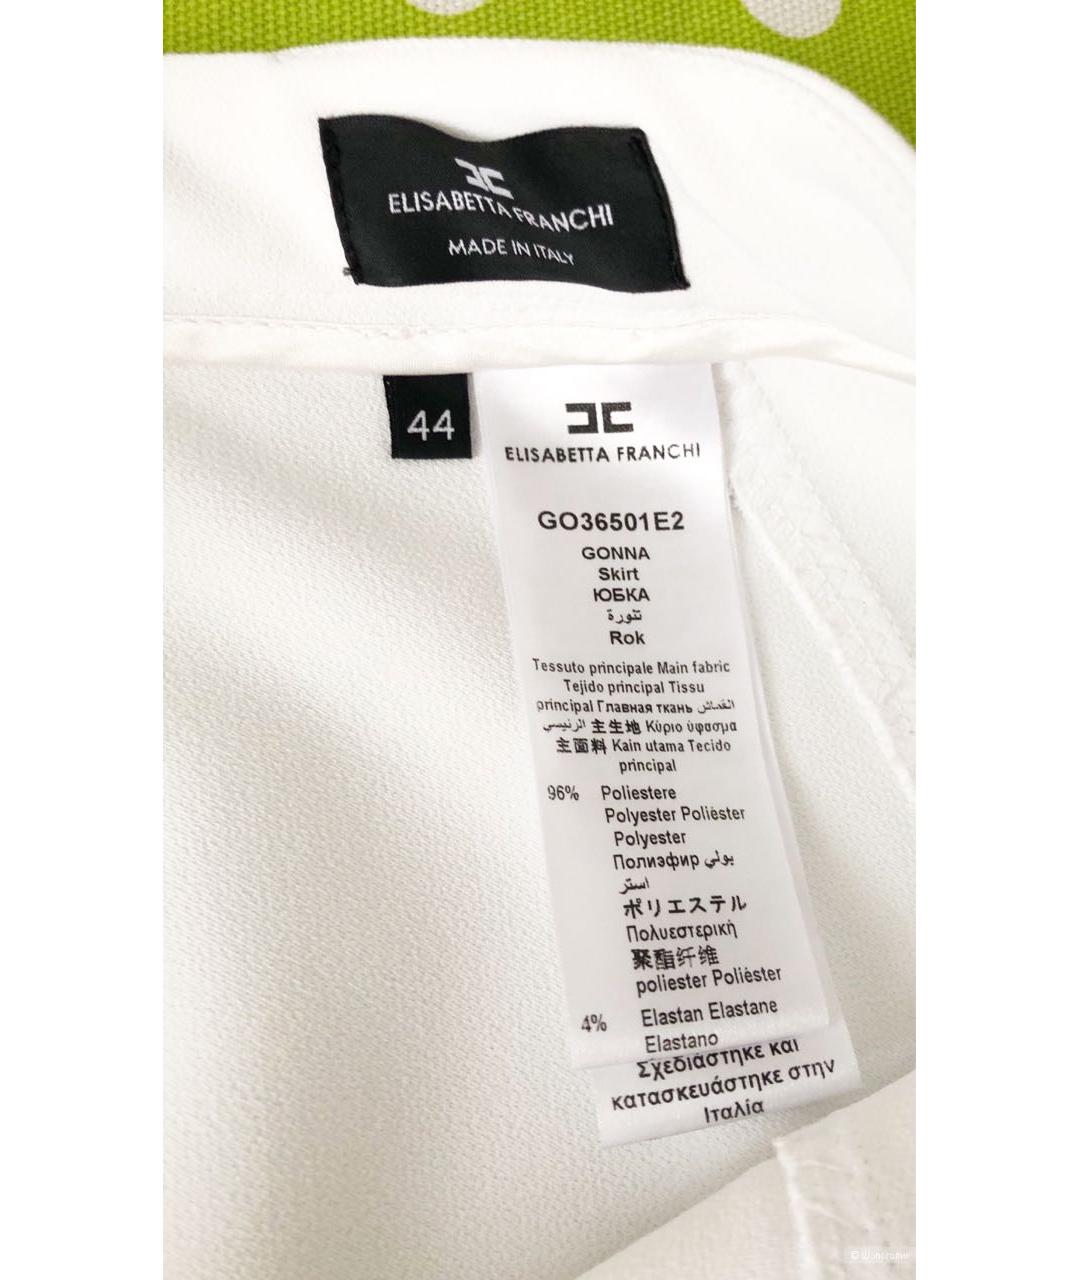 ELISABETTA FRANCHI
MADE IN ITALY
44
ELISABETTA FRANCHI
GO36501E2
GONNA
Skirt
ЮБКА
تنورة
Rok
Tessuto principale Main fabric
Tejido principal Tissu
principal Главная ткань القماش
الرئيسي 主生地 Κύριο ύφασμα
主面料 Kain utama Tecido
principal
96% Poliestere
Polyester Polièster
Polyester
Полиэфир بولي
استر
ポリエステル
Πολυεστερική
聚酯纤维
poliester Polièster
4% Elastan Elastane
Elastano
Σχεδιάστηκε και
κατασκευάστηκε στην
Ιταλία